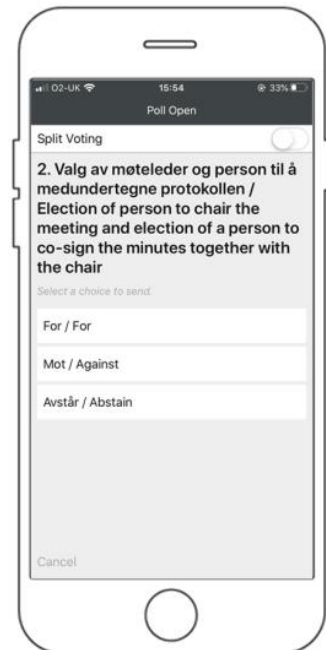 O2-UK 15:54 33%
Poll Open
Split Voting
2. Valg av møteleder og person til å
medundertegne protokollen /
Election of person to chair the
meeting and election of a person to
co-sign the minutes together with
the chair
Select a choice to send.
For / For
Mot / Against
Avstår / Abstain
Cancel